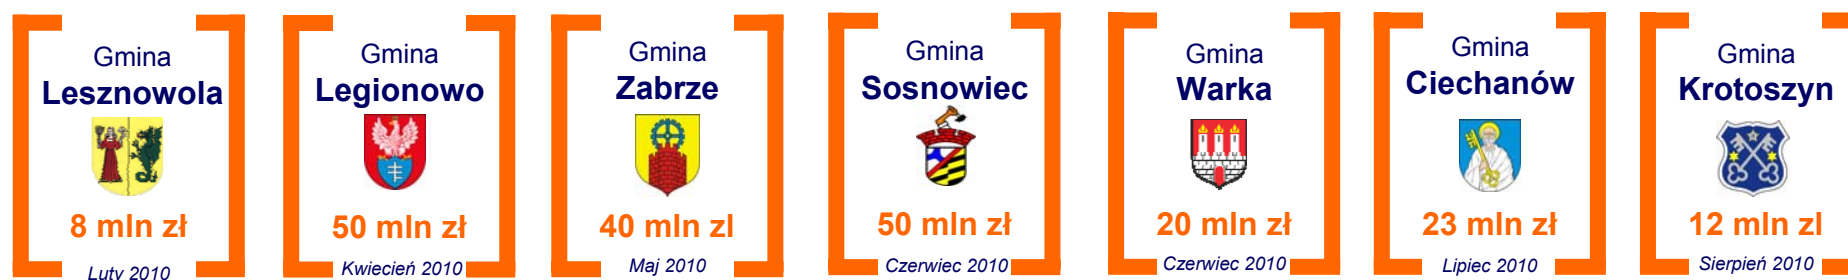 Gmina
Lesznowola
8 mln zł
Luty 2010
Gmina
Legionowo
50 mln zł
Kwiecień 2010
Gmina
Zabrze
40 mln zl
Maj 2010
Gmina
Sosnowiec
50 mln zł
Czerwiec 2010
Gmina
Warka
20 mln zł
Czerwiec 2010
Gmina
Ciechanów
23 mln zł
Lipiec 2010
Gmina
Krotoszyn
12 mln zl
Sierpień 2010